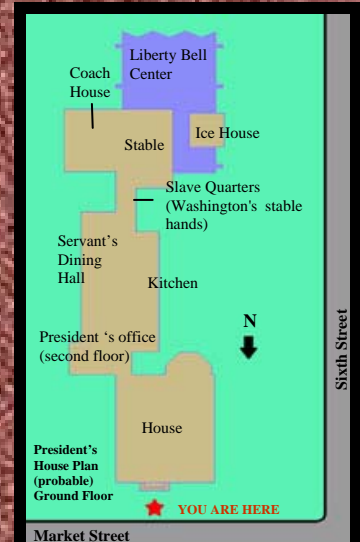 Liberty Bell
Center
Coach
House
Ice House
Stable
Slave Quarters
(Washington's stable
hands)
Servant's
Dining
Hall
Kitchen
President 's office
(second floor)
N
Sixth Street
House
President's
House Plan
(probable)
Ground Floor
YOU ARE HERE
Market Street